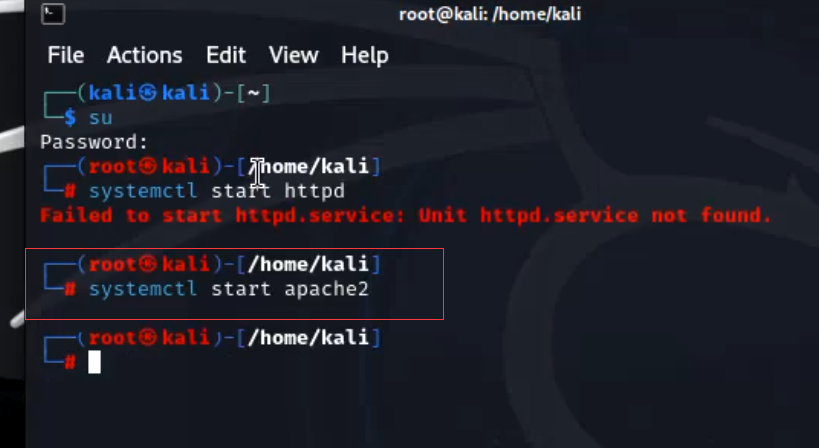 root@kali: /home/kali
File Actions Edit View Help
┌──(kali㉿kali)-[~]
└─$ su
Password:
┌──(root㉿kali)-[/home/kali]
└─# systemctl start httpd
Failed to start httpd.service: Unit httpd.service not found.
┌──(root㉿kali)-[/home/kali]
└─# systemctl start apache2
┌──(root㉿kali)-[/home/kali]
└─#